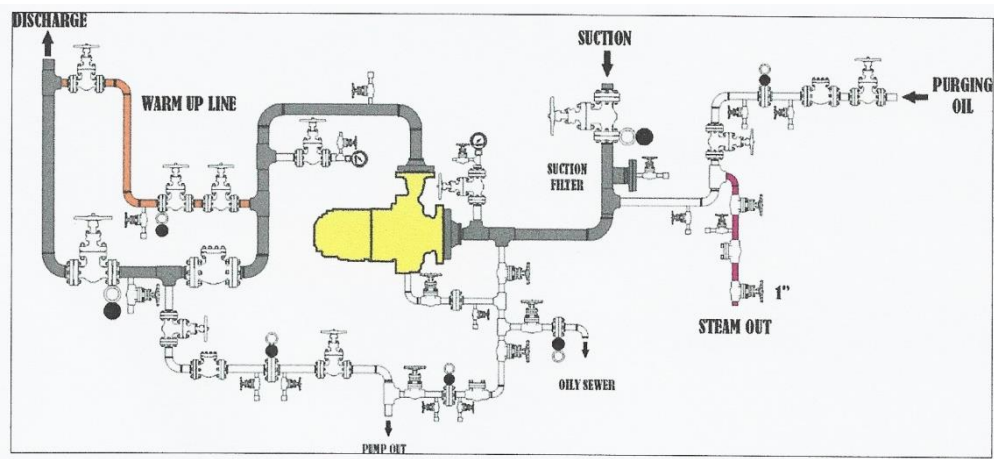 DISCHARGE
SUCTION
PURGING
OIL
WARM UP LINE
SUCTION
FILTER
1"
STEAM OUT
OILY SEWER
PUMP OUT